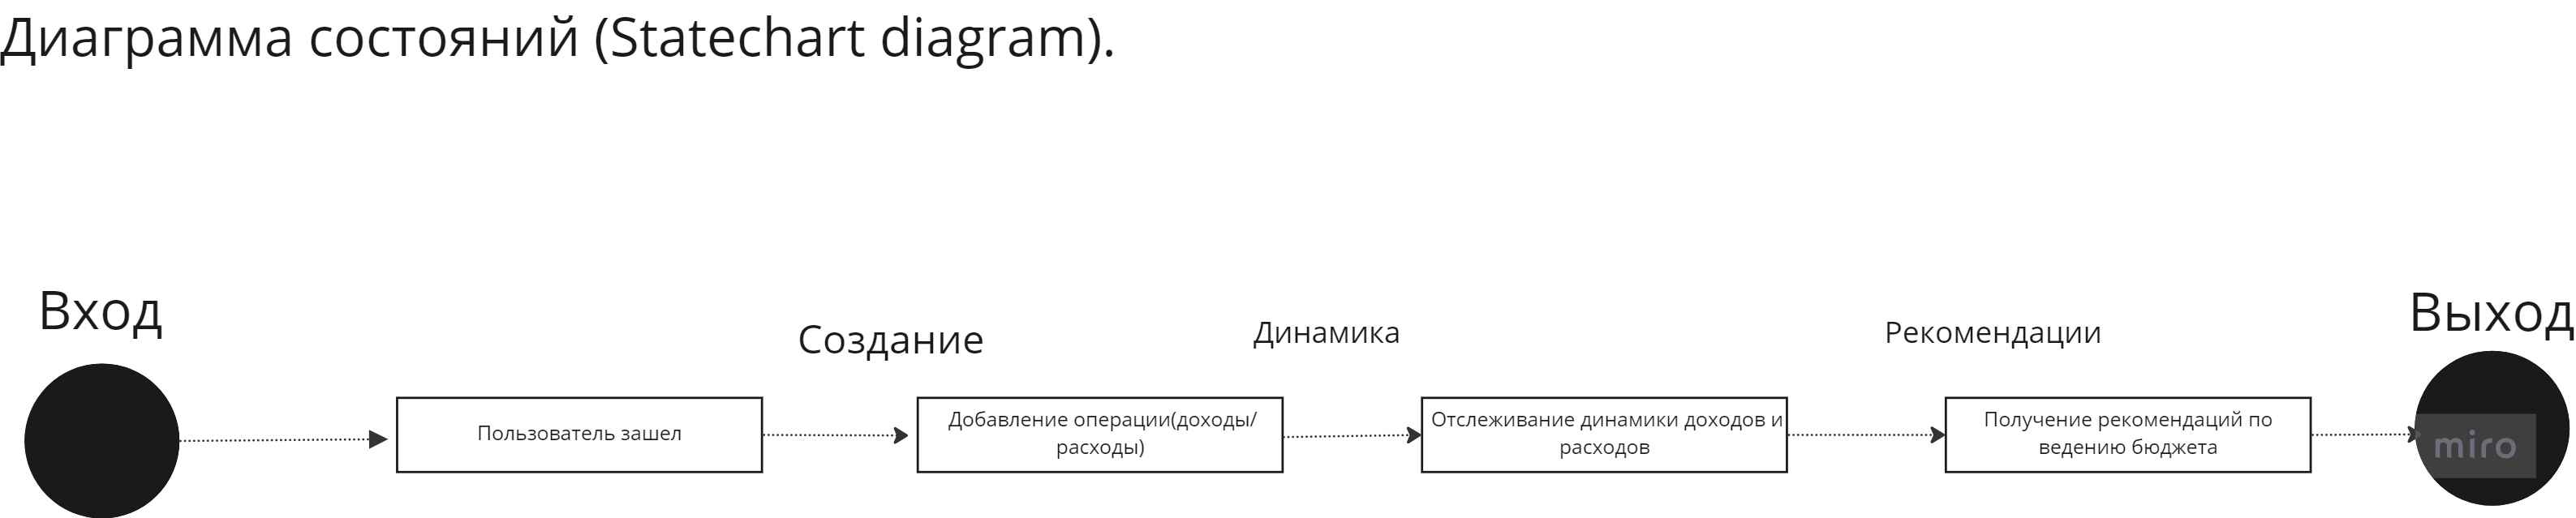 Диаграмма состояний (Statechart diagram).
Вход
Создание
Динамика
Рекомендации
Выход
Пользователь зашел
Добавление операции(доходы/
расходы)
Отслеживание динамики доходов и
расходов
Получение рекомендаций по
ведению бюджета
miro